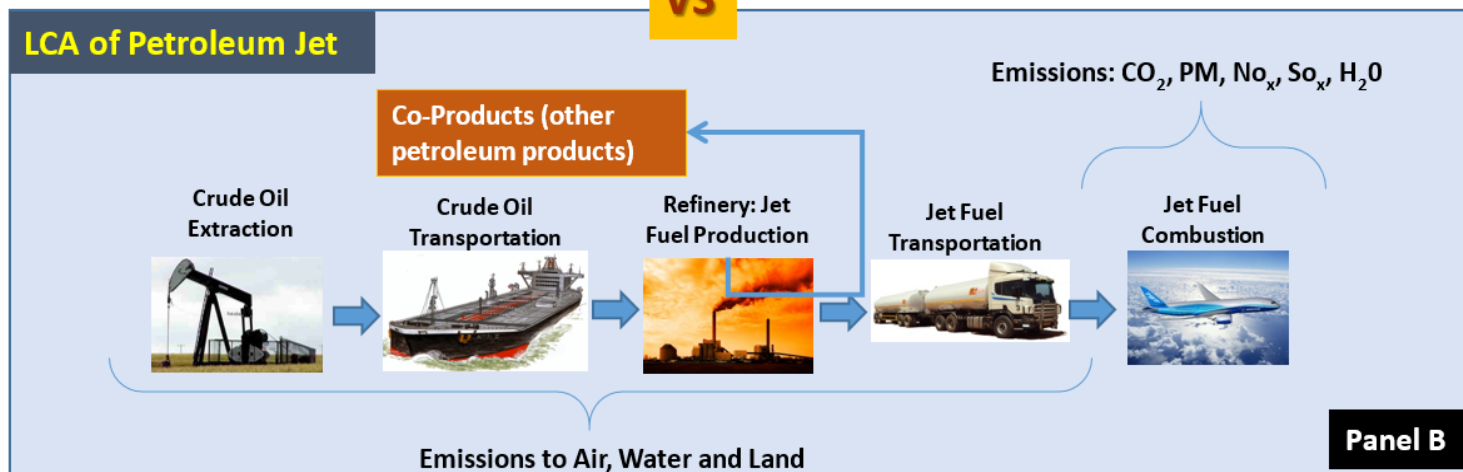 VS
LCA of Petroleum Jet
Emissions: CO₂, PM, Noₓ, Soₓ, H₂0
Co-Products (other
petroleum products)
Crude Oil
Extraction
Crude Oil
Transportation
Refinery: Jet
Fuel Production
Jet Fuel
Transportation
Jet Fuel
Combustion
Emissions to Air, Water and Land
Panel B